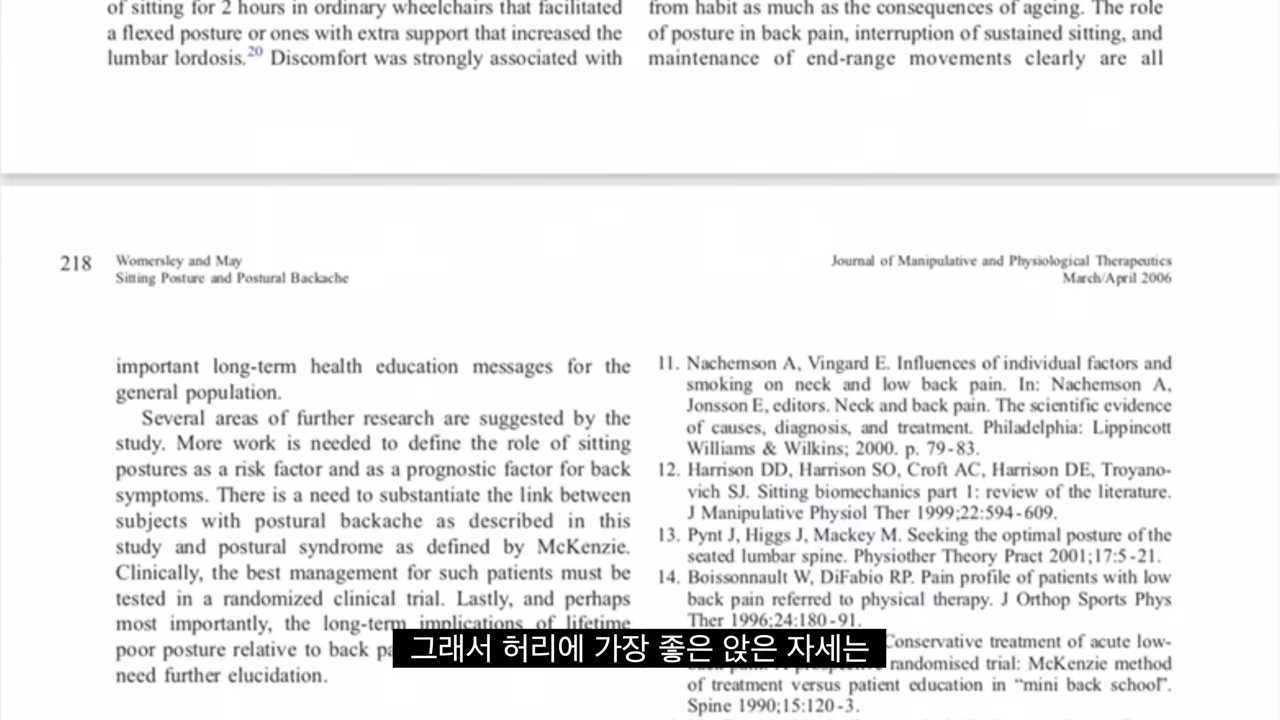 of sitting for 2 hours in ordinary wheelchairs that facilitated
a flexed posture or ones with extra support that increased the
lumbar lordosis.20 Discomfort was strongly associated with
from habit as much as the consequences of ageing. The role
of posture in back pain, interruption of sustained sitting, and
maintenance of end-range movements clearly are all
218
Womersley and May
Sitting Posture and Postural Backache
Journal of Manipulative and Physiological Therapeutics
March/April 2006
important long-term health education messages for the
general population.
Several areas of further research are suggested by the
study. More work is needed to define the role of sitting
postures as a risk factor and as a prognostic factor for back
symptoms. There is a need to substantiate the link between
subjects with postural backache as described in this
study and postural syndrome as defined by McKenzie.
Clinically, the best management for such patients must be
tested in a randomized clinical trial. Lastly, and perhaps
most importantly, the long-term implications of lifetime
poor posture relative to back
need further elucidation.
11. Nachemson A, Vingard E. Influences of individual factors and
smoking on neck and low back pain. In: Nachemson A,
Jonsson E, editors. Neck and back pain. The scientific evidence
of causes, diagnosis, and treatment. Philadelphia: Lippincott
Williams & Wilkins; 2000. p. 79-83.
12. Harrison DD, Harrison SO, Croft AC, Harrison DE, Troyano-
vich SJ. Sitting biomechanics part 1: review of the literature.
J Manipulative Physiol Ther 1999;22:594-609.
13. Pynt J, Higgs J, Mackey M. Seeking the optimal posture of the
seated lumbar spine. Physiother Theory Pract 2001;17:5-21.
14. Boissonnault W, DiFabio RP. Pain profile of patients with low
back pain referred to physical therapy. J Orthop Sports Phys
Ther 1996;24:180-91.
Conservative treatment of acute low-
randomised trial: McKenzie method
of treatment versus patient education in “mini back school”.
Spine 1990;15:120-3.
그래서 허리에 가장 좋은 앉은 자세는